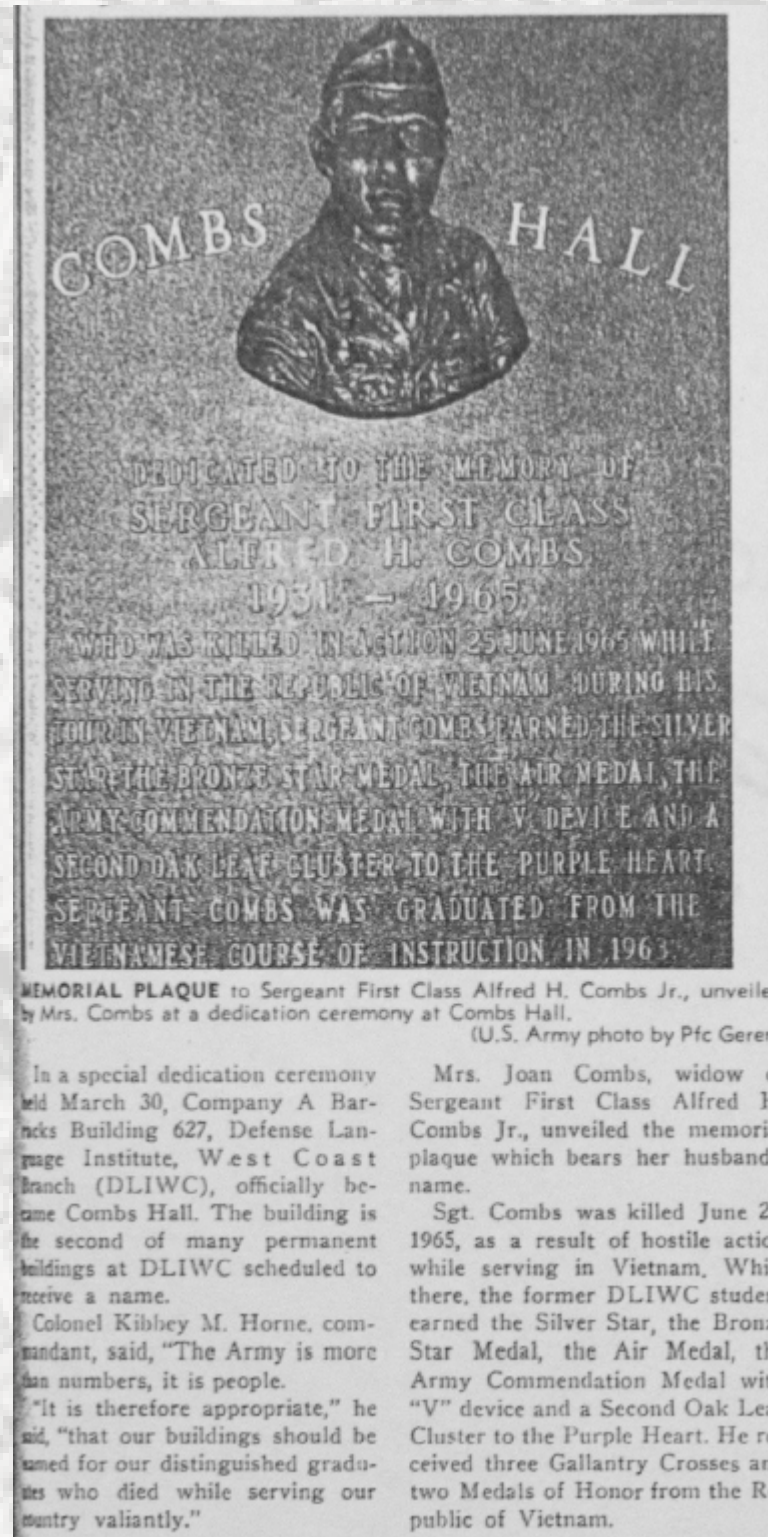 COMBS HALL
DEDICATED TO THE MEMORY OF
SERGEANT FIRST CLASS
ALFRED H. COMBS
1931 — 1965
WHO WAS KILLED IN ACTION 25 JUNE 1965 WHILE
SERVING IN THE REPUBLIC OF VIETNAM DURING HIS
TOUR IN VIETNAM, SERGEANT COMBS EARNED THE SILVER
STAR, THE BRONZE STAR MEDAL, THE AIR MEDAL, THE
ARMY COMMENDATION MEDAL WITH V DEVICE AND A
SECOND OAK LEAF CLUSTER TO THE PURPLE HEART.
SERGEANT COMBS WAS GRADUATED FROM THE
VIETNAMESE COURSE OF INSTRUCTION IN 1963.
MEMORIAL PLAQUE to Sergeant First Class Alfred H. Combs Jr., unveile
by Mrs. Combs at a dedication ceremony at Combs Hall.
(U.S. Army photo by Pfc Geren
In a special dedication ceremony
held March 30, Company A Bar-
racks Building 627, Defense Lan-
guage Institute, West Coast
Branch (DLIWC), officially be-
came Combs Hall. The building is
the second of many permanent
buildings at DLIWC scheduled to
receive a name.
Colonel Kibbey M. Horne, com-
mandant, said, "The Army is more
than numbers, it is people.
"It is therefore appropriate," he
said, "that our buildings should be
named for our distinguished gradu-
ates who died while serving our
country valiantly."
Mrs. Joan Combs, widow
Sergeant First Class Alfred H.
Combs Jr., unveiled the memori
plaque which bears her husband
name.
Sgt. Combs was killed June 2
1965, as a result of hostile actio
while serving in Vietnam. Whi
there, the former DLIWC studen
earned the Silver Star, the Bronz
Star Medal, the Air Medal, th
Army Commendation Medal wit
"V" device and a Second Oak Lea
Cluster to the Purple Heart. He re
ceived three Gallantry Crosses an
two Medals of Honor from the R
public of Vietnam.